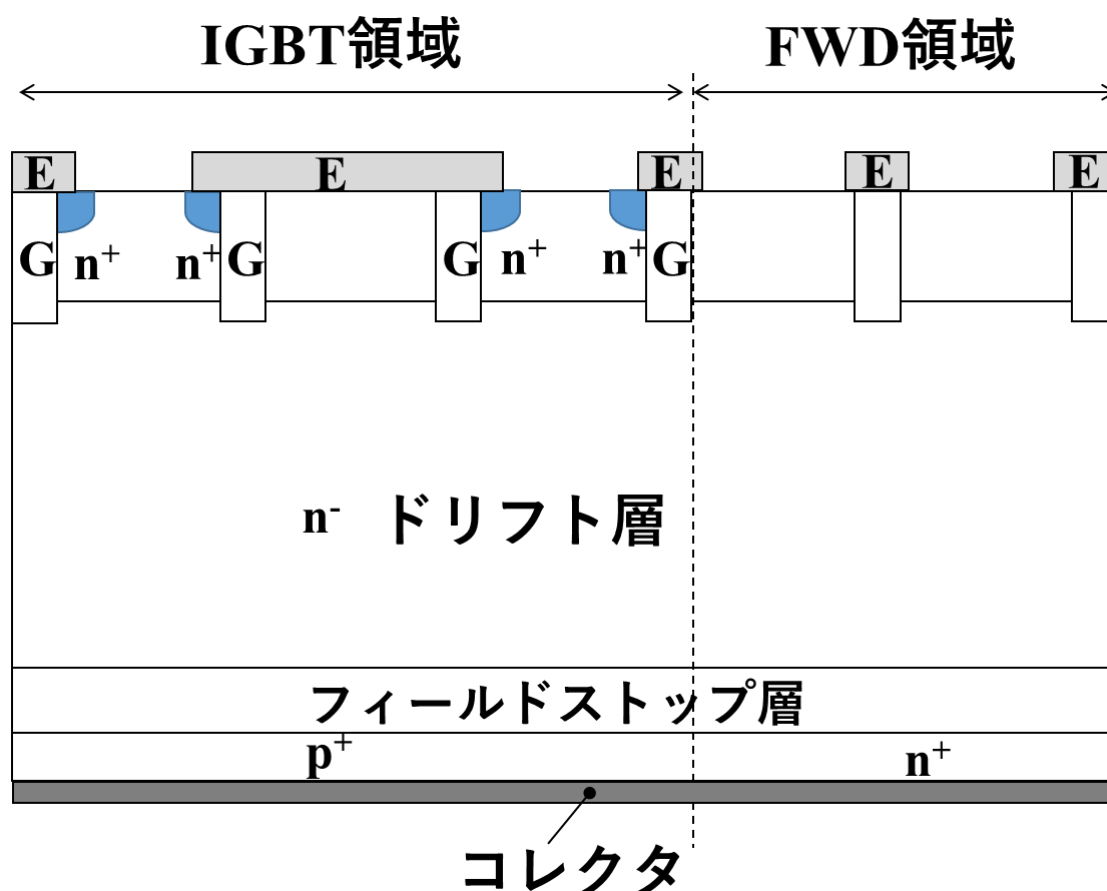 IGBT領域 FWD領域
E E E E E
G n⁺ n⁺ G G n⁺ n⁺ G
n⁻ ドリフト層
フィールドストップ層
p⁺ n⁺
コレクタ